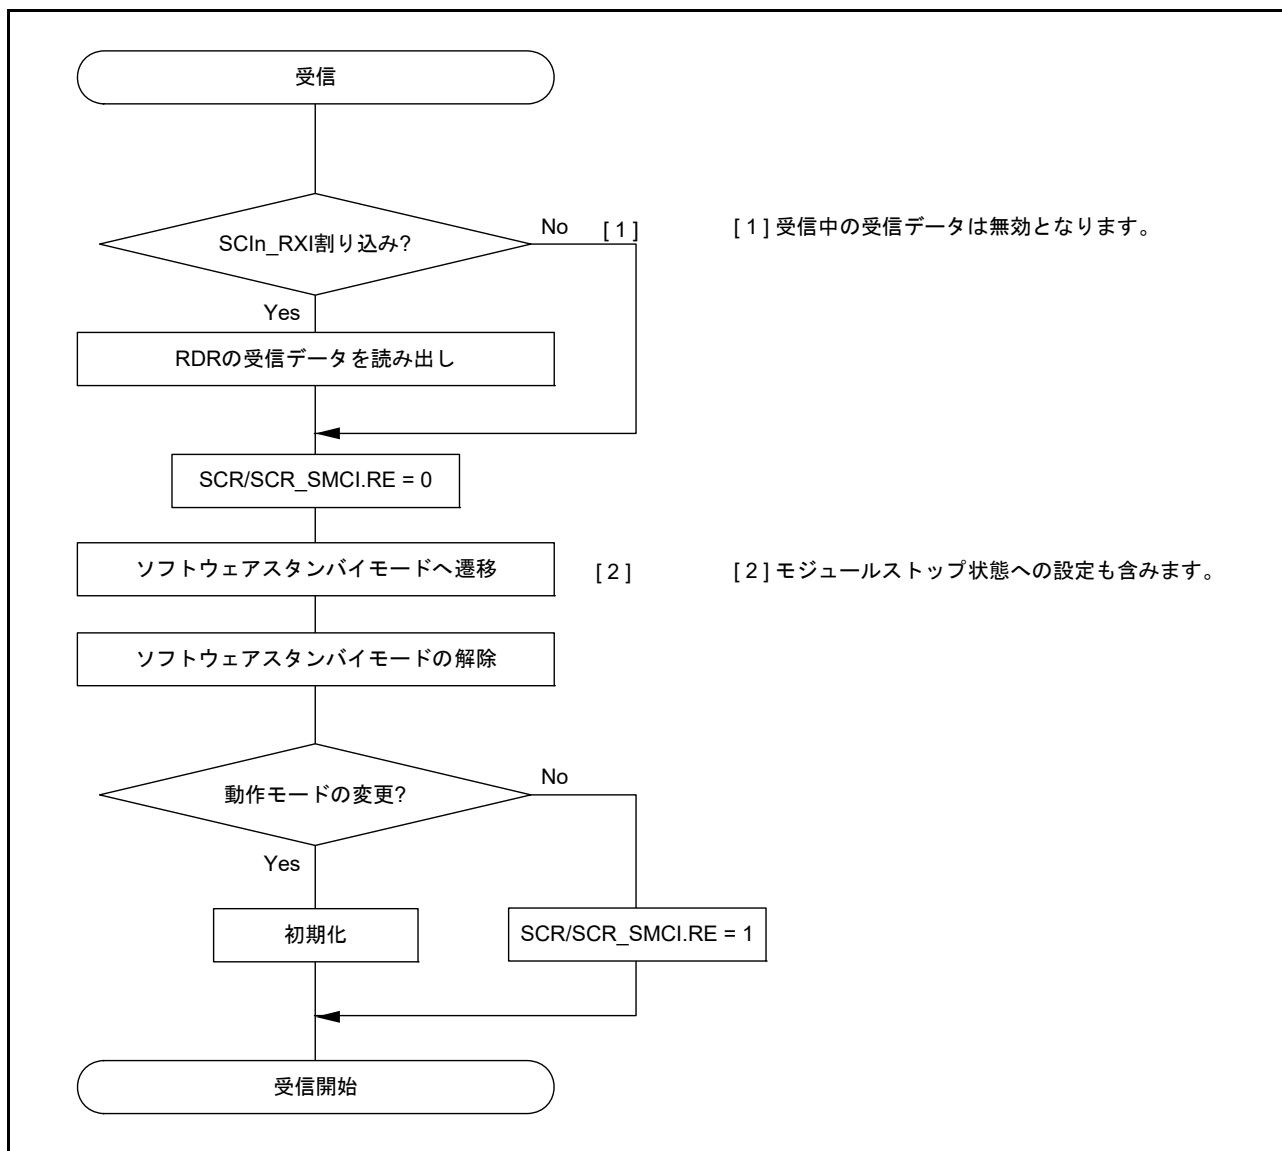 受信
SCIn_RXI割り込み?
No [ 1 ]
[ 1 ] 受信中の受信データは無効となります。
Yes
RDRの受信データを読み出し
SCR/SCR_SMCI.RE = 0
ソフトウェアスタンバイモードへ遷移
[ 2 ]
[ 2 ] モジュールストップ状態への設定も含みます。
ソフトウェアスタンバイモードの解除
動作モードの変更?
No
Yes
初期化
SCR/SCR_SMCI.RE = 1
受信開始